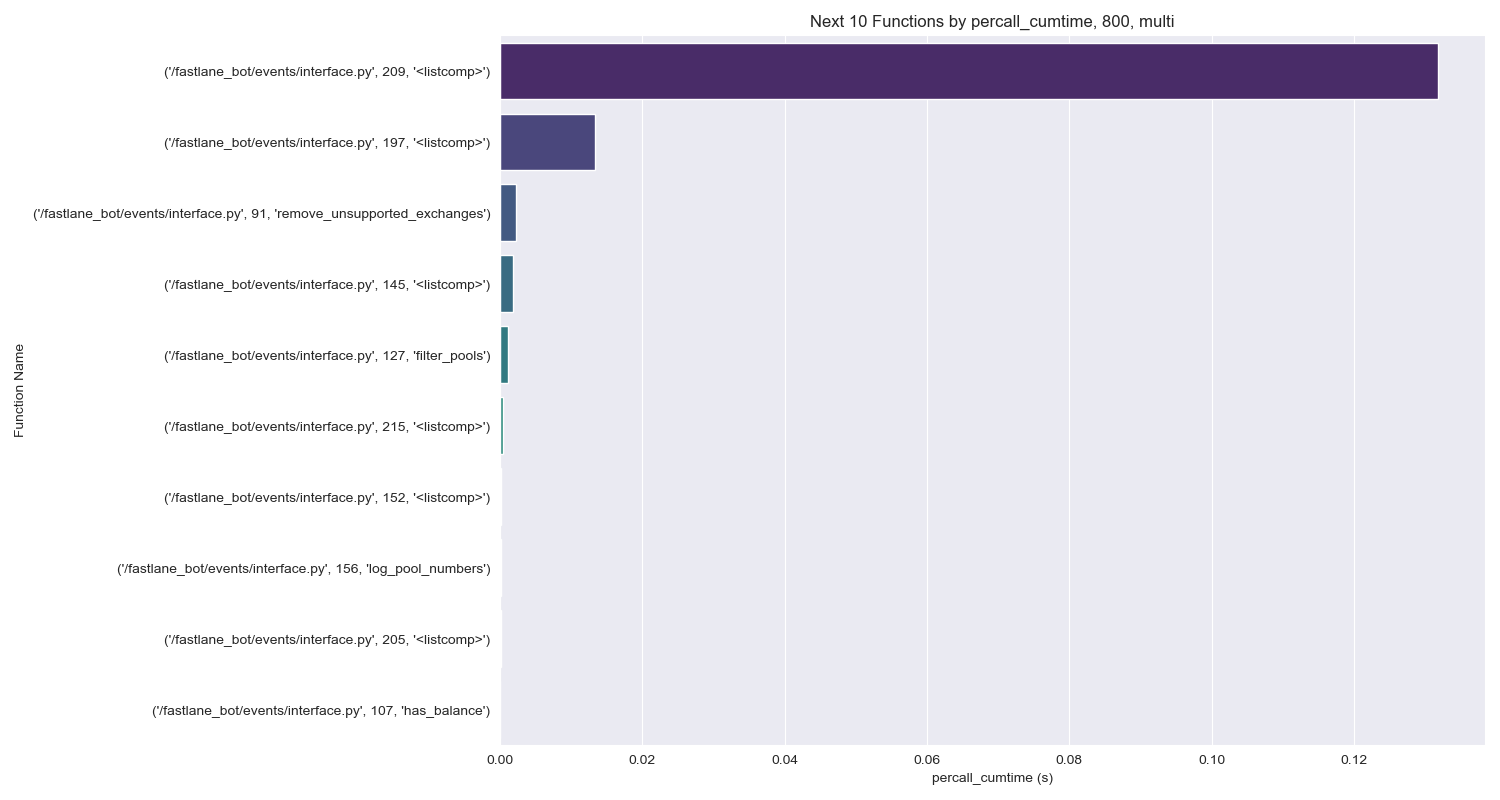 Next 10 Functions by percall_cumtime, 800, multi
('/fastlane_bot/events/interface.py', 209, '<listcomp>')
('/fastlane_bot/events/interface.py', 197, '<listcomp>')
('/fastlane_bot/events/interface.py', 91, 'remove_unsupported_exchanges')
('/fastlane_bot/events/interface.py', 145, '<listcomp>')
('/fastlane_bot/events/interface.py', 127, 'filter_pools')
('/fastlane_bot/events/interface.py', 215, '<listcomp>')
('/fastlane_bot/events/interface.py', 152, '<listcomp>')
('/fastlane_bot/events/interface.py', 156, 'log_pool_numbers')
('/fastlane_bot/events/interface.py', 205, '<listcomp>')
('/fastlane_bot/events/interface.py', 107, 'has_balance')
Function Name
0.00 0.02 0.04 0.06 0.08 0.10 0.12
percall_cumtime (s)